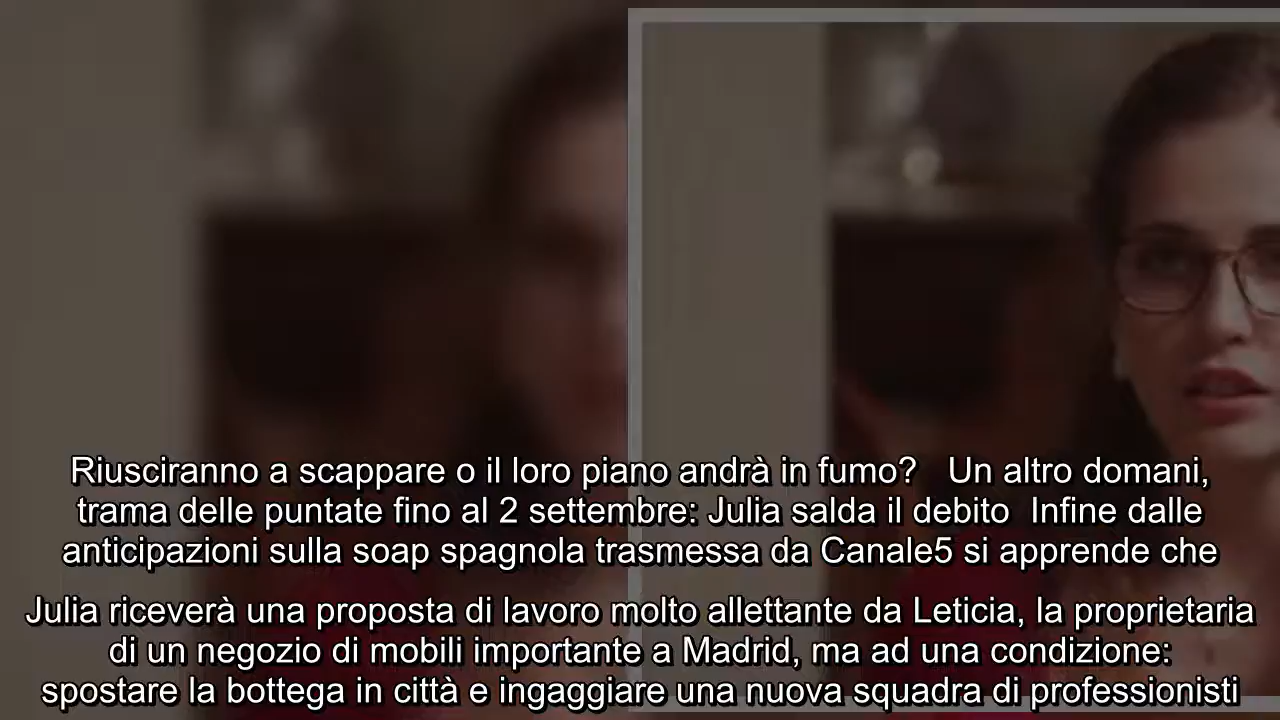 Riusciranno a scappare o il loro piano andrà in fumo?   Un altro domani,
trama delle puntate fino al 2 settembre: Julia salda il debito  Infine dalle
anticipazioni sulla soap spagnola trasmessa da Canale5 si apprende che
Julia riceverà una proposta di lavoro molto allettante da Leticia, la proprietaria
di un negozio di mobili importante a Madrid, ma ad una condizione:
spostare la bottega in città e ingaggiare una nuova squadra di professionisti